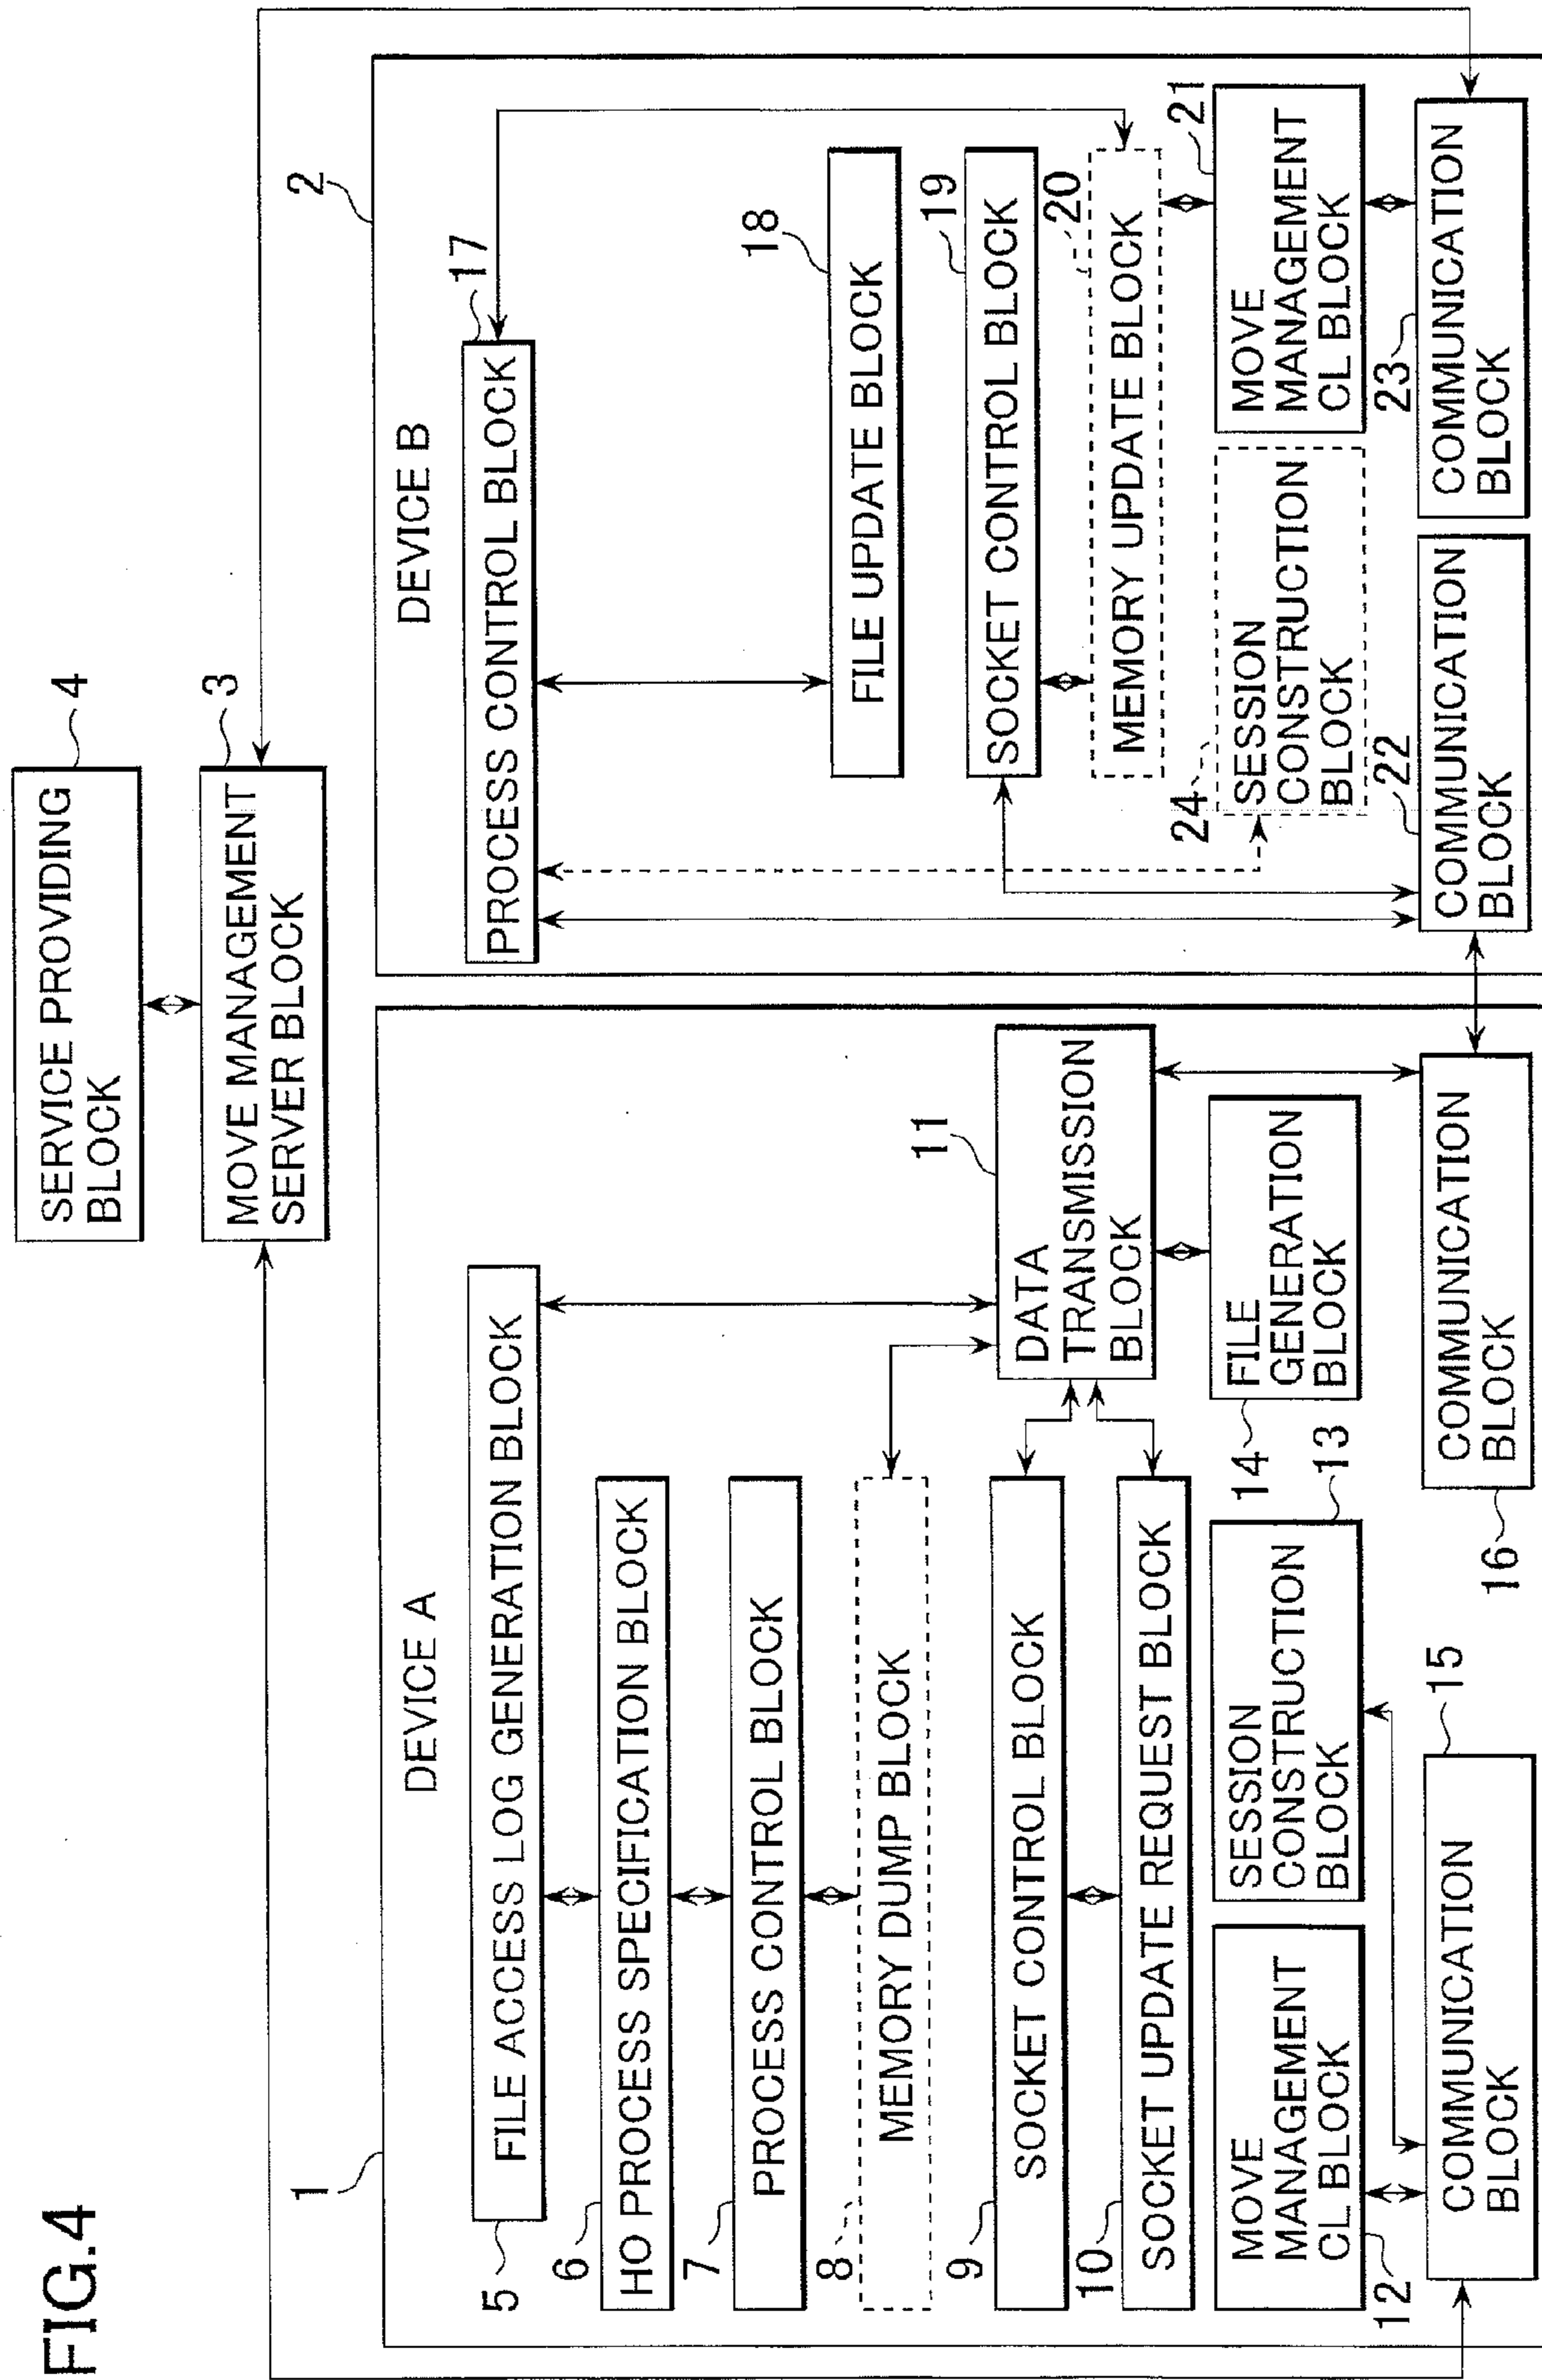 FIG.4
SERVICE PROVIDING
BLOCK
4
MOVE MANAGEMENT
SERVER BLOCK
3
1
DEVICE A
5
FILE ACCESS LOG GENERATION BLOCK
6
HO PROCESS SPECIFICATION BLOCK
7
PROCESS CONTROL BLOCK
8
MEMORY DUMP BLOCK
9
SOCKET CONTROL BLOCK
10
SOCKET UPDATE REQUEST BLOCK
11
DATA
TRANSMISSION
BLOCK
12
MOVE
MANAGEMENT
CL BLOCK
13
SESSION
CONSTRUCTION
BLOCK
14
FILE
GENERATION
BLOCK
15
COMMUNICATION
BLOCK
16
COMMUNICATION
BLOCK
2
DEVICE B
17
PROCESS CONTROL BLOCK
18
FILE UPDATE BLOCK
19
SOCKET CONTROL BLOCK
20
MEMORY UPDATE BLOCK
24
SESSION
CONSTRUCTION
BLOCK
21
MOVE
MANAGEMENT
CL BLOCK
22
COMMUNICATION
BLOCK
23
COMMUNICATION
BLOCK